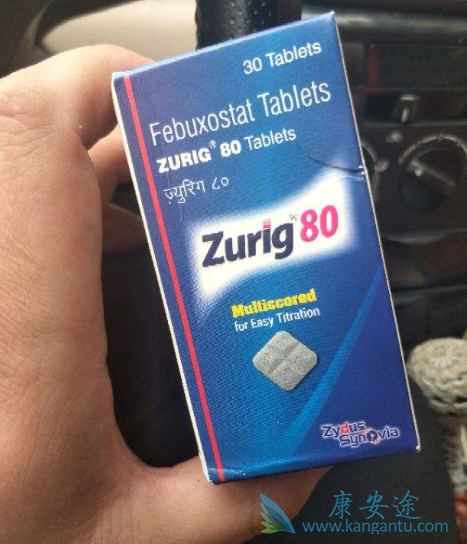 30 Tablets
Febuxostat Tablets
ZURIG® 80 Tablets
ज़्युरिग ८०
Zurig 80
Multiscored
for Easy Titration
Zydus
Synovia
康安途
www.kangantu.com